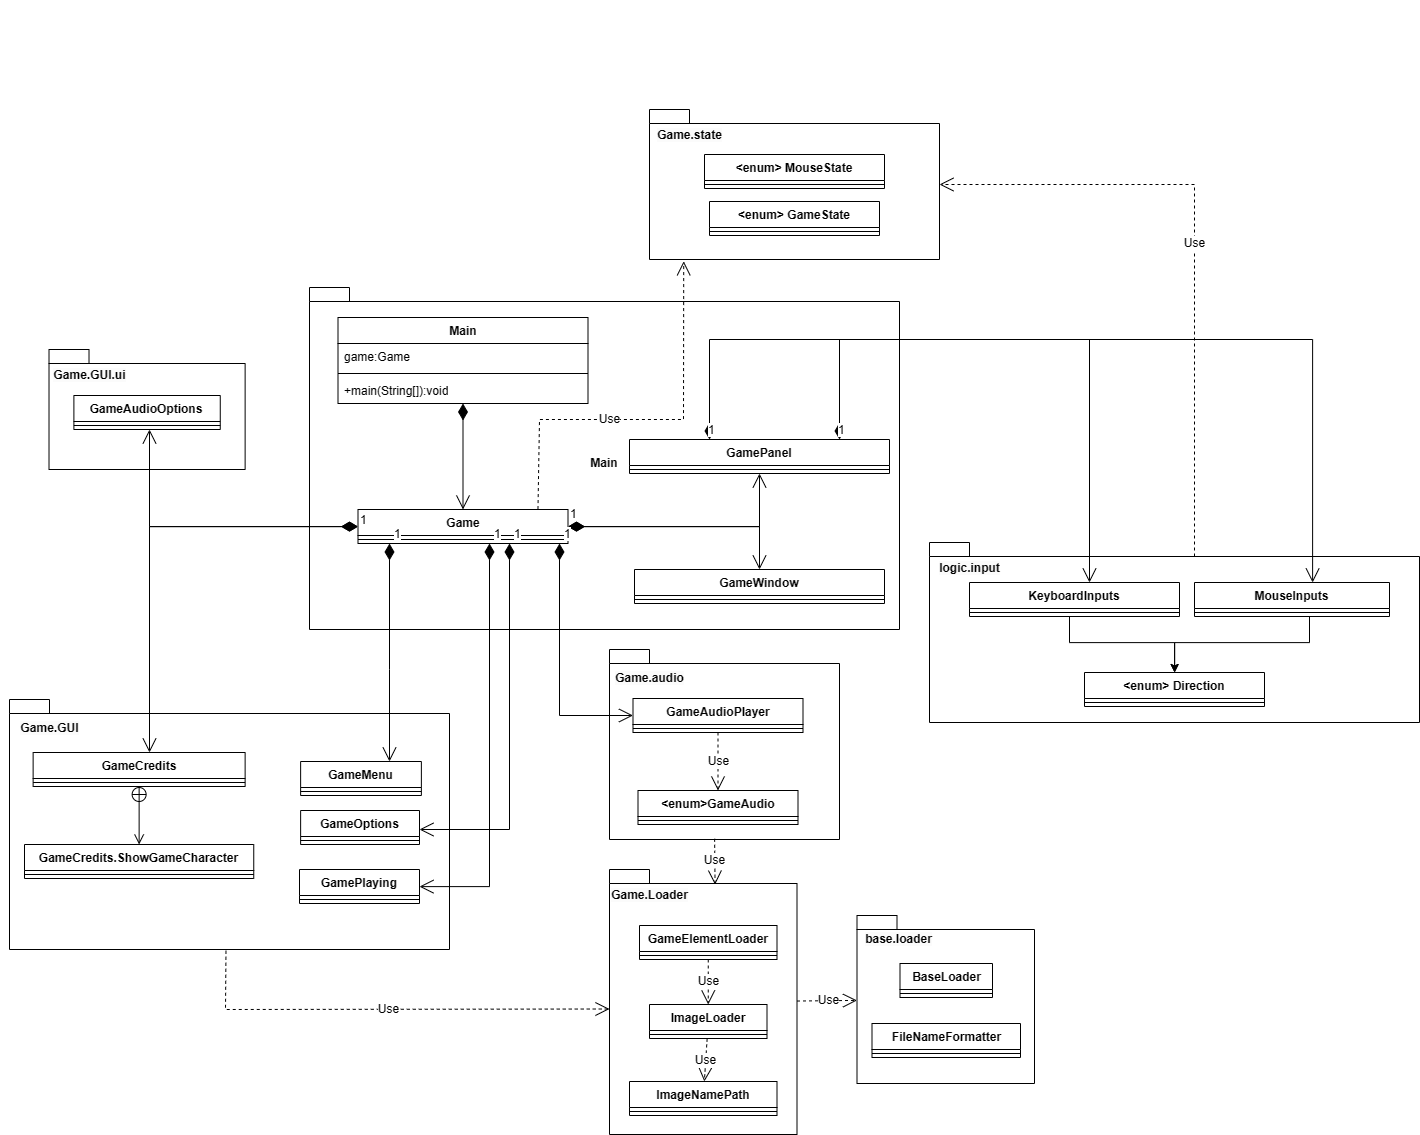 Game.state
<enum> MouseState
<enum> GameState
Use
Main
game:Game
+main(String[]):void
Game.GUI.ui
GameAudioOptions
Use
1
1
GamePanel
Main
1
Game
1
1
1
1
1
GameWindow
logic.input
KeyboardInputs
MouseInputs
<enum> Direction
Game.audio
GameAudioPlayer
Use
<enum>GameAudio
Use
Game.GUI
GameCredits
GameMenu
GameOptions
GameCredits.ShowGameCharacter
GamePlaying
Use
Game.Loader
GameElementLoader
Use
ImageLoader
Use
ImageNamePath
Use
base.loader
BaseLoader
FileNameFormatter